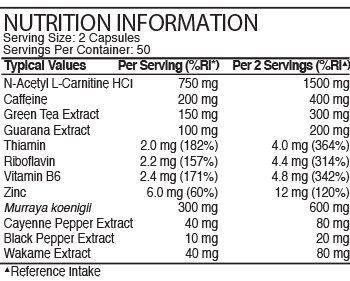 NUTRITION INFORMATION
Serving Size: 2 Capsules
Servings Per Container: 50
Typical Values Per Serving (%RI*) Per 2 Servings (%RI▲)
N-Acetyl L-Carnitine HCl 750 mg 1500 mg
Caffeine 200 mg 400 mg
Green Tea Extract 150 mg 300 mg
Guarana Extract 100 mg 200 mg
Thiamin 2.0 mg (182%) 4.0 mg (364%)
Riboflavin 2.2 mg (157%) 4.4 mg (314%)
Vitamin B6 2.4 mg (171%) 4.8 mg (342%)
Zinc 6.0 mg (60%) 12 mg (120%)
Murraya koenigii 300 mg 600 mg
Cayenne Pepper Extract 40 mg 80 mg
Black Pepper Extract 10 mg 20 mg
Wakame Extract 40 mg 80 mg
▲Reference Intake